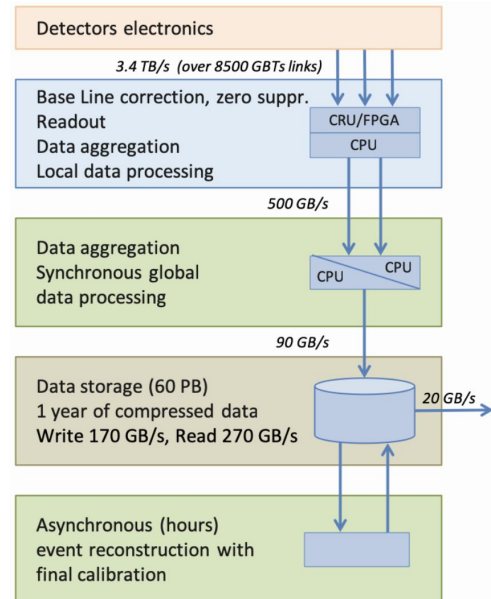 Detectors electronics
3.4 TB/s (over 8500 GBTs links)
Base Line correction, zero suppr.
Readout
Data aggregation
Local data processing
CRU/FPGA
CPU
500 GB/s
Data aggregation
Synchronous global
data processing
CPU
CPU
90 GB/s
Data storage (60 PB)
1 year of compressed data
Write 170 GB/s, Read 270 GB/s
20 GB/s
Asynchronous (hours)
event reconstruction with
final calibration